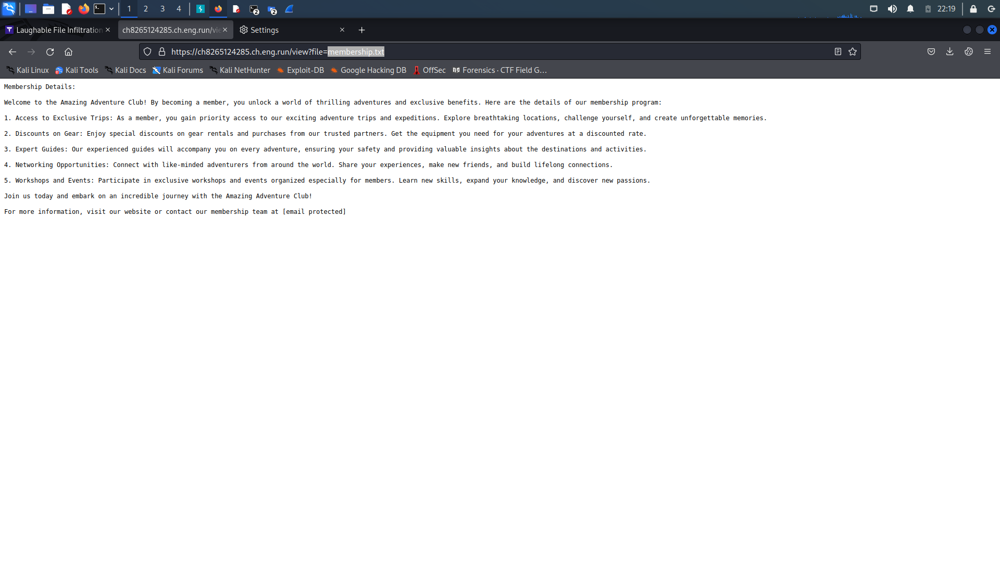 1 2 3 4 2 2 22:19
Laughable File Infiltration ch8265124285.ch.eng.run/vie Settings
https://ch8265124285.ch.eng.run/view?file=membership.txt
Kali Linux Kali Tools Kali Docs Kali Forums Kali NetHunter Exploit-DB Google Hacking DB OffSec Forensics · CTF Field G…
Membership Details:
Welcome to the Amazing Adventure Club! By becoming a member, you unlock a world of thrilling adventures and exclusive benefits. Here are the details of our membership program:
1. Access to Exclusive Trips: As a member, you gain priority access to our exciting adventure trips and expeditions. Explore breathtaking locations, challenge yourself, and create unforgettable memories.
2. Discounts on Gear: Enjoy special discounts on gear rentals and purchases from our trusted partners. Get the equipment you need for your adventures at a discounted rate.
3. Expert Guides: Our experienced guides will accompany you on every adventure, ensuring your safety and providing valuable insights about the destinations and activities.
4. Networking Opportunities: Connect with like-minded adventurers from around the world. Share your experiences, make new friends, and build lifelong connections.
5. Workshops and Events: Participate in exclusive workshops and events organized especially for members. Learn new skills, expand your knowledge, and discover new passions.
Join us today and embark on an incredible journey with the Amazing Adventure Club!
For more information, visit our website or contact our membership team at [email protected]